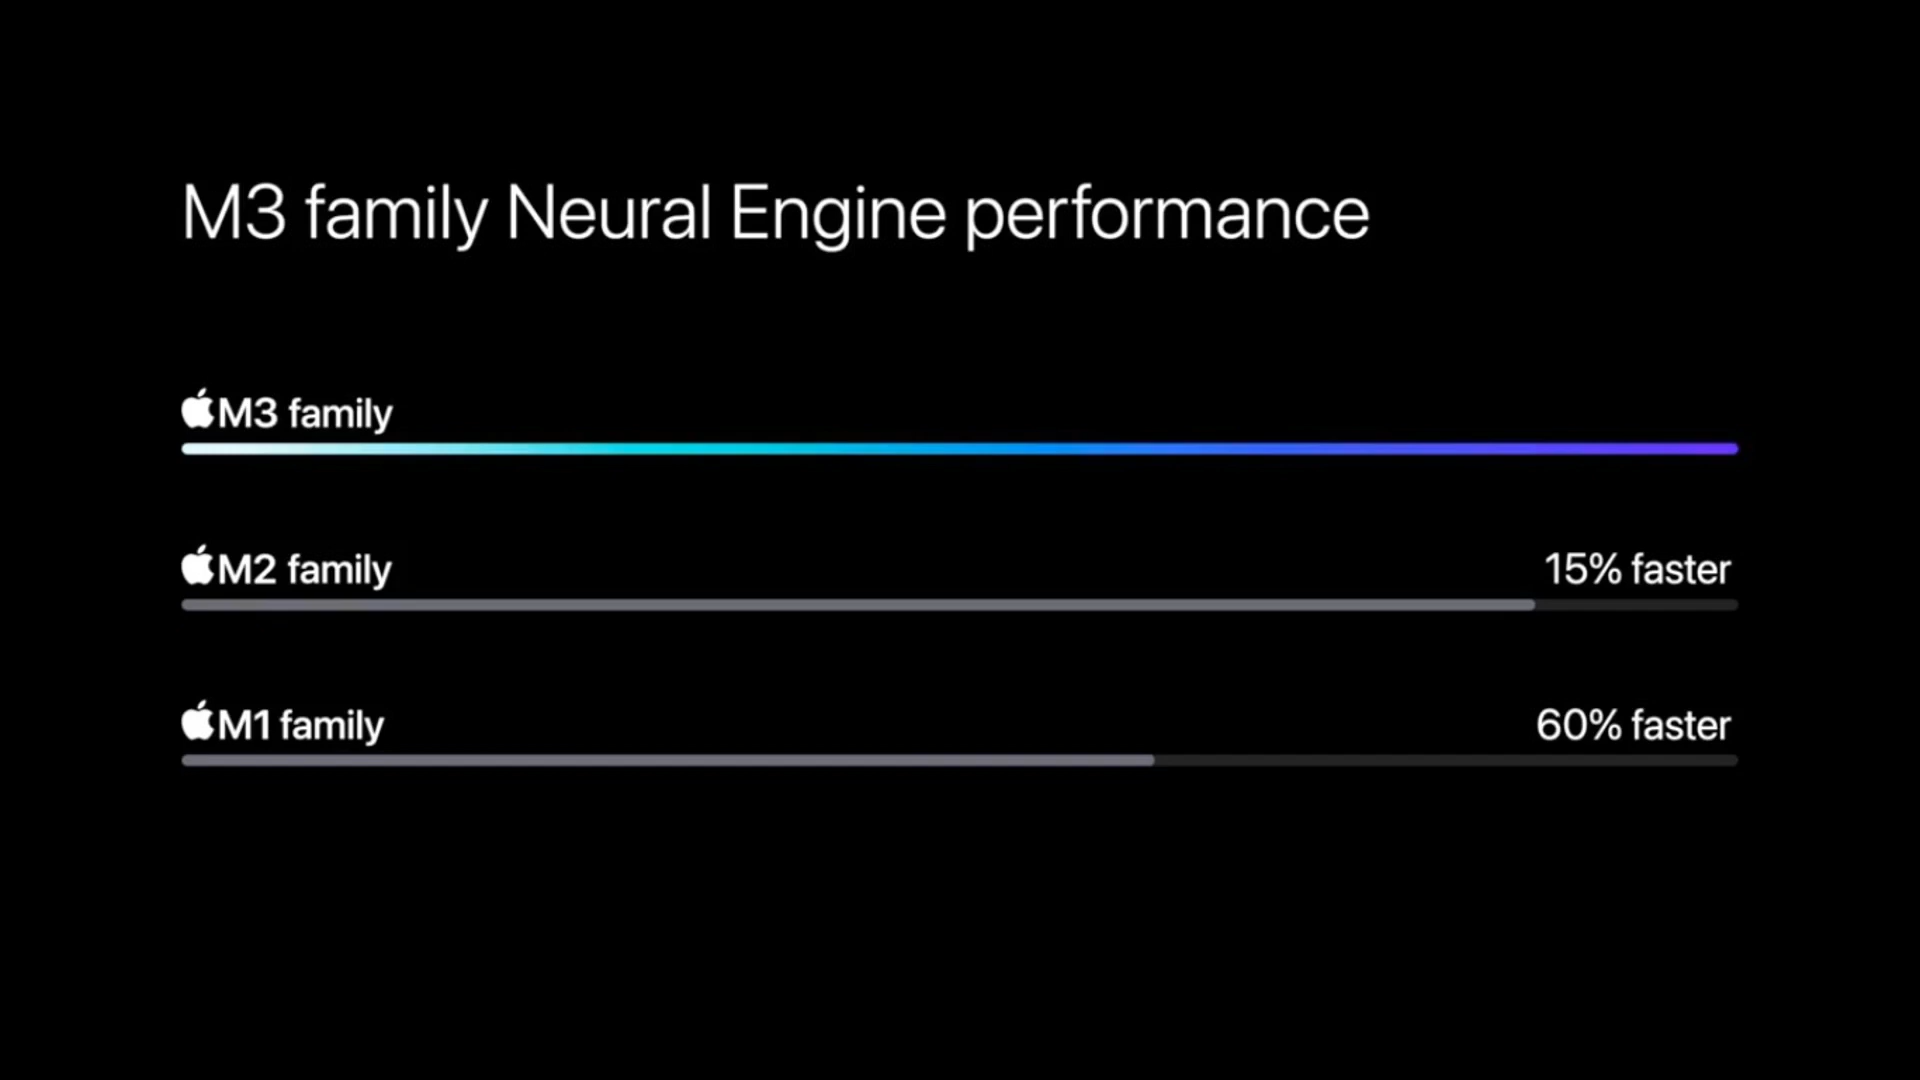 M3 family Neural Engine performance
M3 family
M2 family
15% faster
M1 family
60% faster